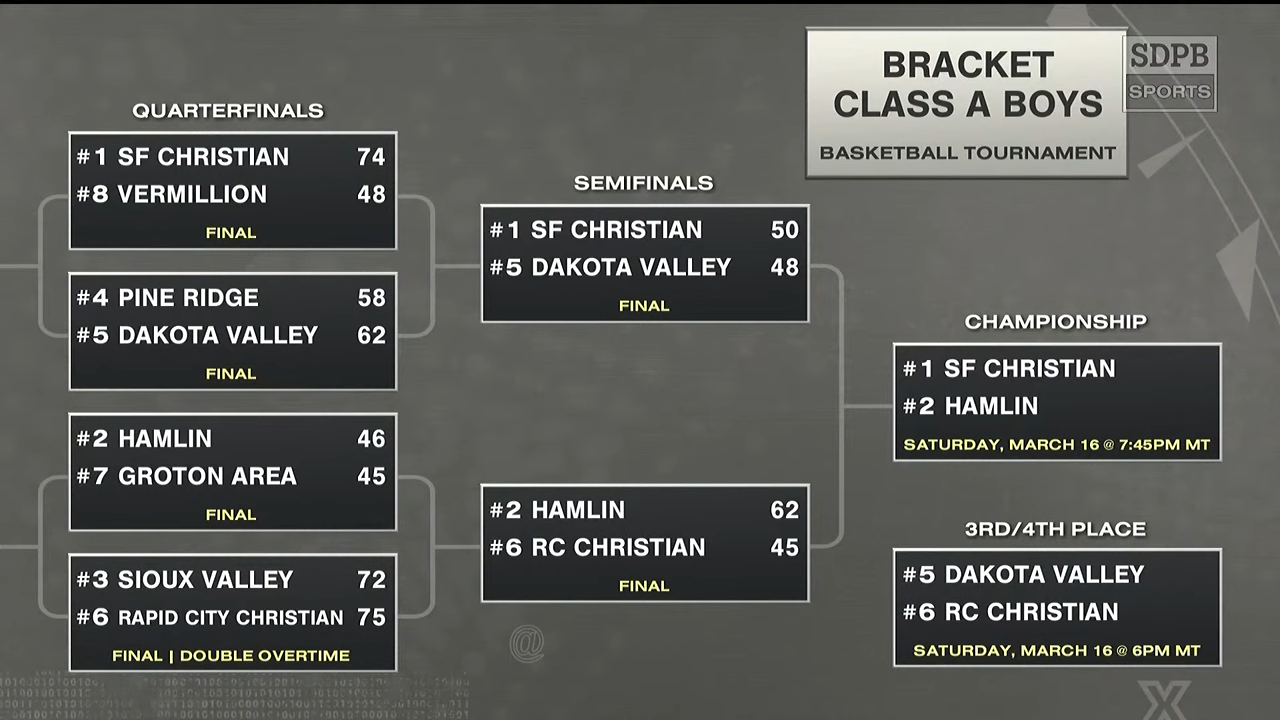 BRACKET
CLASS A BOYS
BASKETBALL TOURNAMENT
SDPB
SPORTS
QUARTERFINALS
#1 SF CHRISTIAN 74
#8 VERMILLION 48
FINAL
#4 PINE RIDGE 58
#5 DAKOTA VALLEY 62
FINAL
#2 HAMLIN 46
#7 GROTON AREA 45
FINAL
#3 SIOUX VALLEY 72
#6 RAPID CITY CHRISTIAN 75
FINAL | DOUBLE OVERTIME
SEMIFINALS
#1 SF CHRISTIAN 50
#5 DAKOTA VALLEY 48
FINAL
#2 HAMLIN 62
#6 RC CHRISTIAN 45
FINAL
CHAMPIONSHIP
#1 SF CHRISTIAN
#2 HAMLIN
SATURDAY, MARCH 16 @ 7:45PM MT
3RD/4TH PLACE
#5 DAKOTA VALLEY
#6 RC CHRISTIAN
SATURDAY, MARCH 16 @ 6PM MT
@
X